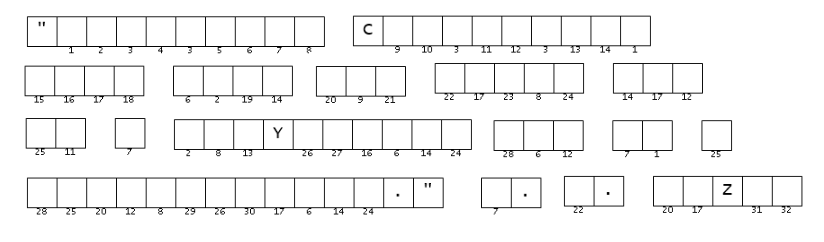 " C
1 2 3 4 3 5 6 7 8 9 10 3 11 12 3 13 14 1
15 16 17 18 6 2 19 14 20 9 21 22 17 23 8 24 14 17 12
Y
25 11 7 2 8 13 26 27 16 6 14 24 28 6 12 7 1 25
. " . . Z
28 25 20 12 8 29 26 30 17 6 14 24 7 22 20 17 31 32